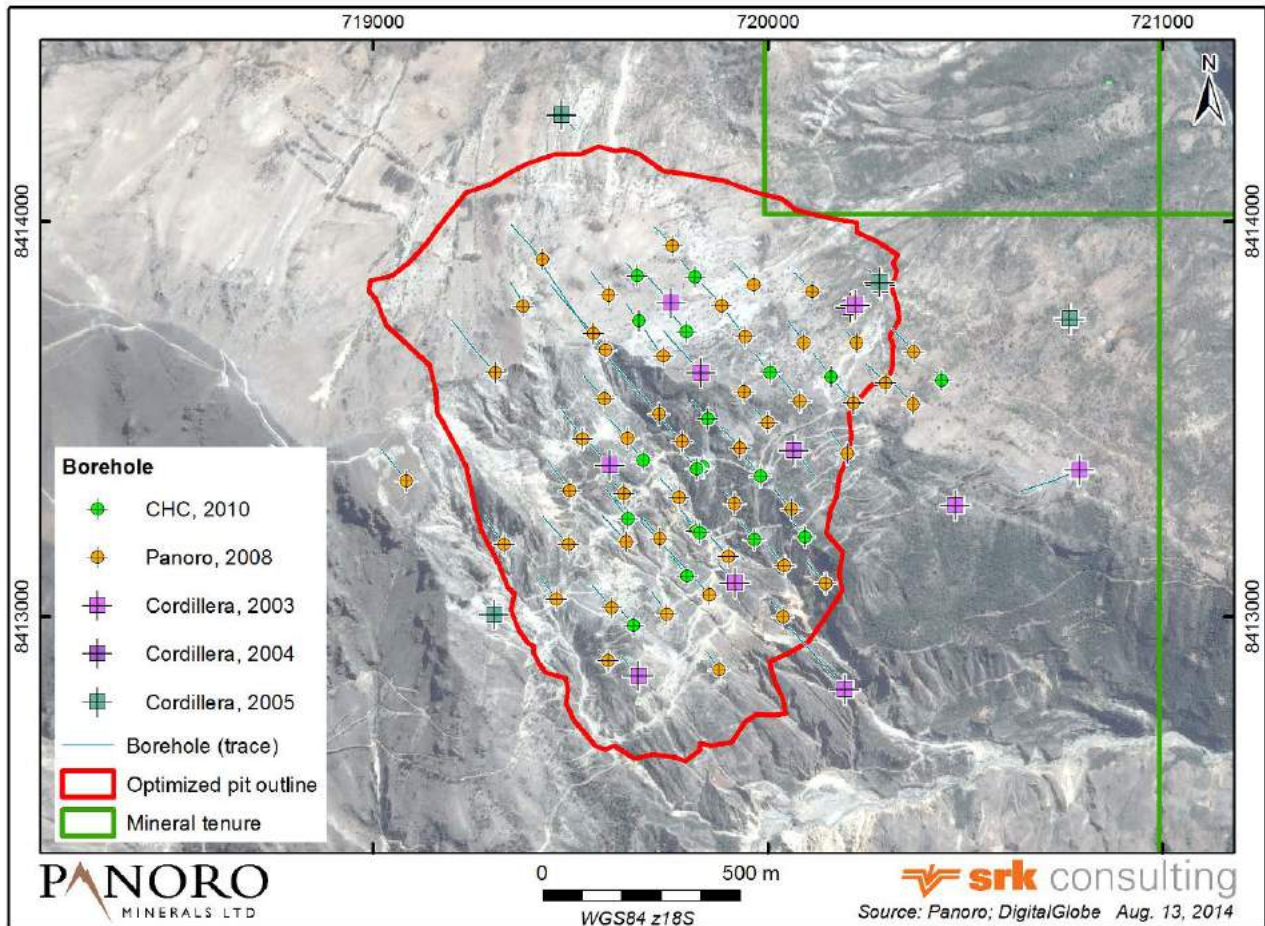 719000
720000
721000
N
8414000
8414000
8413000
8413000
Borehole
CHC, 2010
Panoro, 2008
Cordillera, 2003
Cordillera, 2004
Cordillera, 2005
Borehole (trace)
Optimized pit outline
Mineral tenure
PANORO
MINERALS LTD
0 500 m
WGS84 z18S
srk consulting
Source: Panoro; DigitalGlobe Aug. 13, 2014